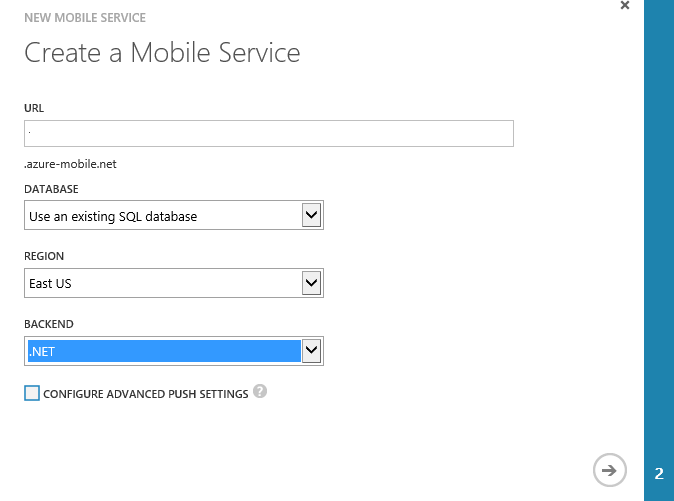 NEW MOBILE SERVICE
Create a Mobile Service
URL
.azure-mobile.net
DATABASE
Use an existing SQL database
REGION
East US
BACKEND
.NET
CONFIGURE ADVANCED PUSH SETTINGS ?
2